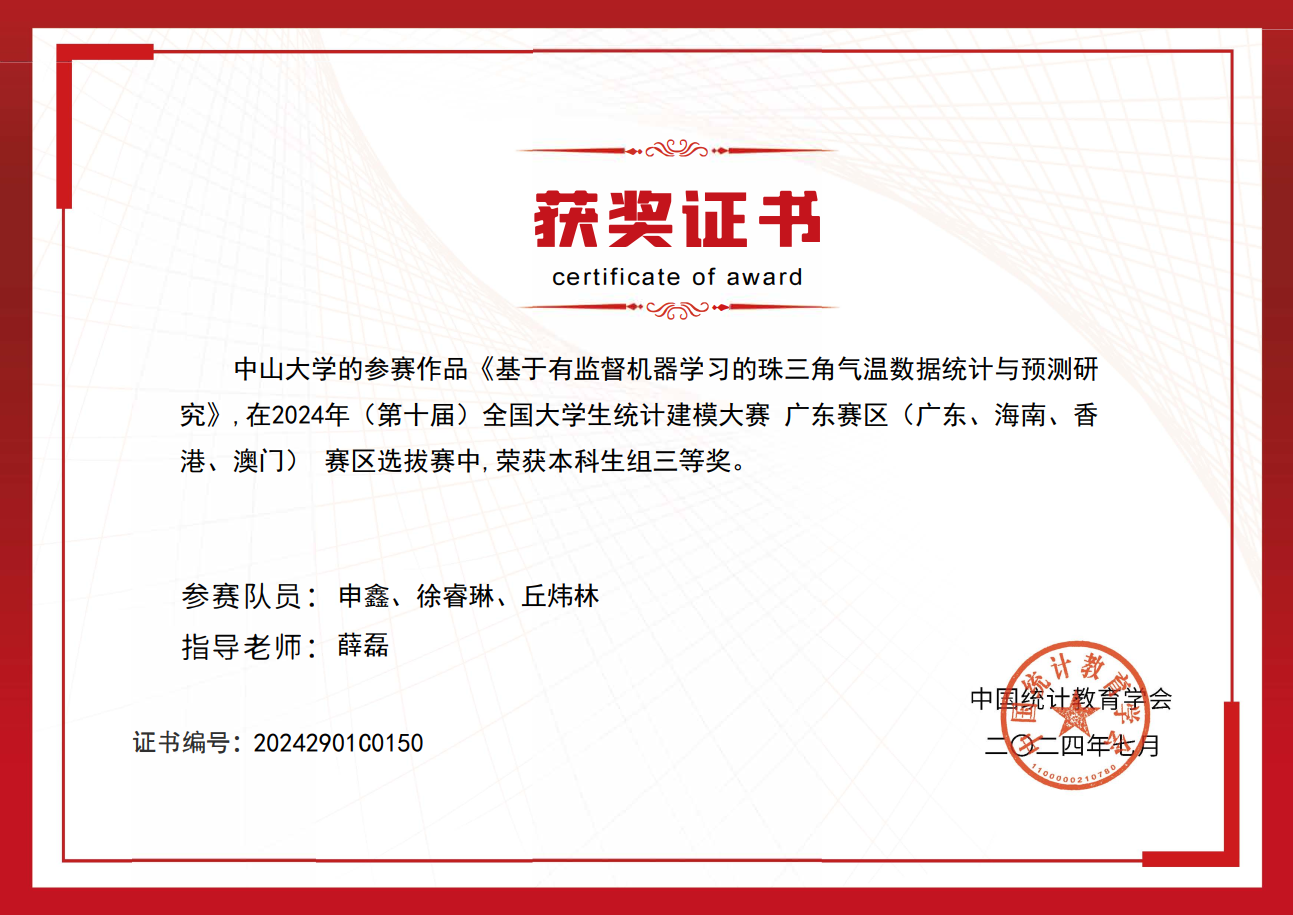 获奖证书
certificate of award
中山大学的参赛作品《基于有监督机器学习的珠三角气温数据统计与预测研
究》,在2024年（第十届）全国大学生统计建模大赛 广东赛区（广东、海南、香
港、澳门） 赛区选拔赛中,荣获本科生组三等奖。
参赛队员：申鑫、徐睿琳、丘炜林
指导老师：薛磊
中国统计教育学会
二〇二四年七月
证书编号：20242901C0150
中国统计教育学会
1100000210780